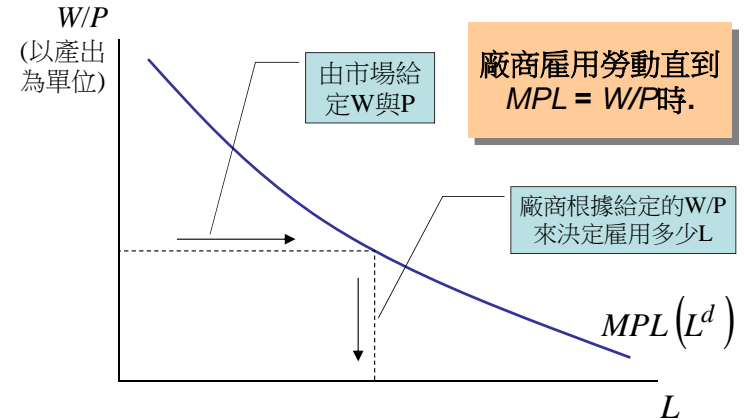 W/P
(以產出
為單位)
由市場給
定W與P
廠商雇用勞動直到
MPL = W/P時.
廠商根據給定的W/P
來決定雇用多少L
MPL(L^d)
L